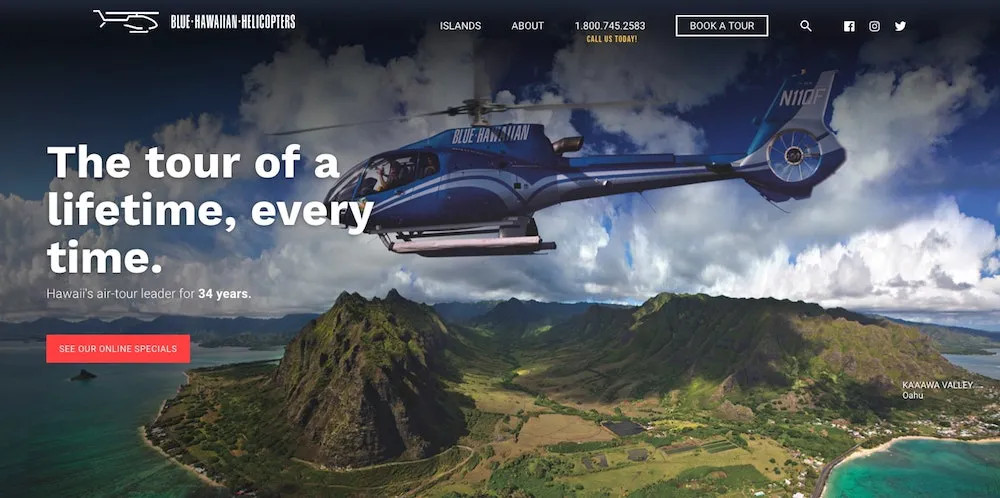 BLUE·HAWAIIAN·HELICOPTERS
ISLANDS
ABOUT
1.800.745.2583
CALL US TODAY!
BOOK A TOUR
N110F
BLUE·HAWAIIAN
The tour of a
lifetime, every
time.
Hawaii's air-tour leader for 34 years.
SEE OUR ONLINE SPECIALS
KA'A'AWA VALLEY
Oahu